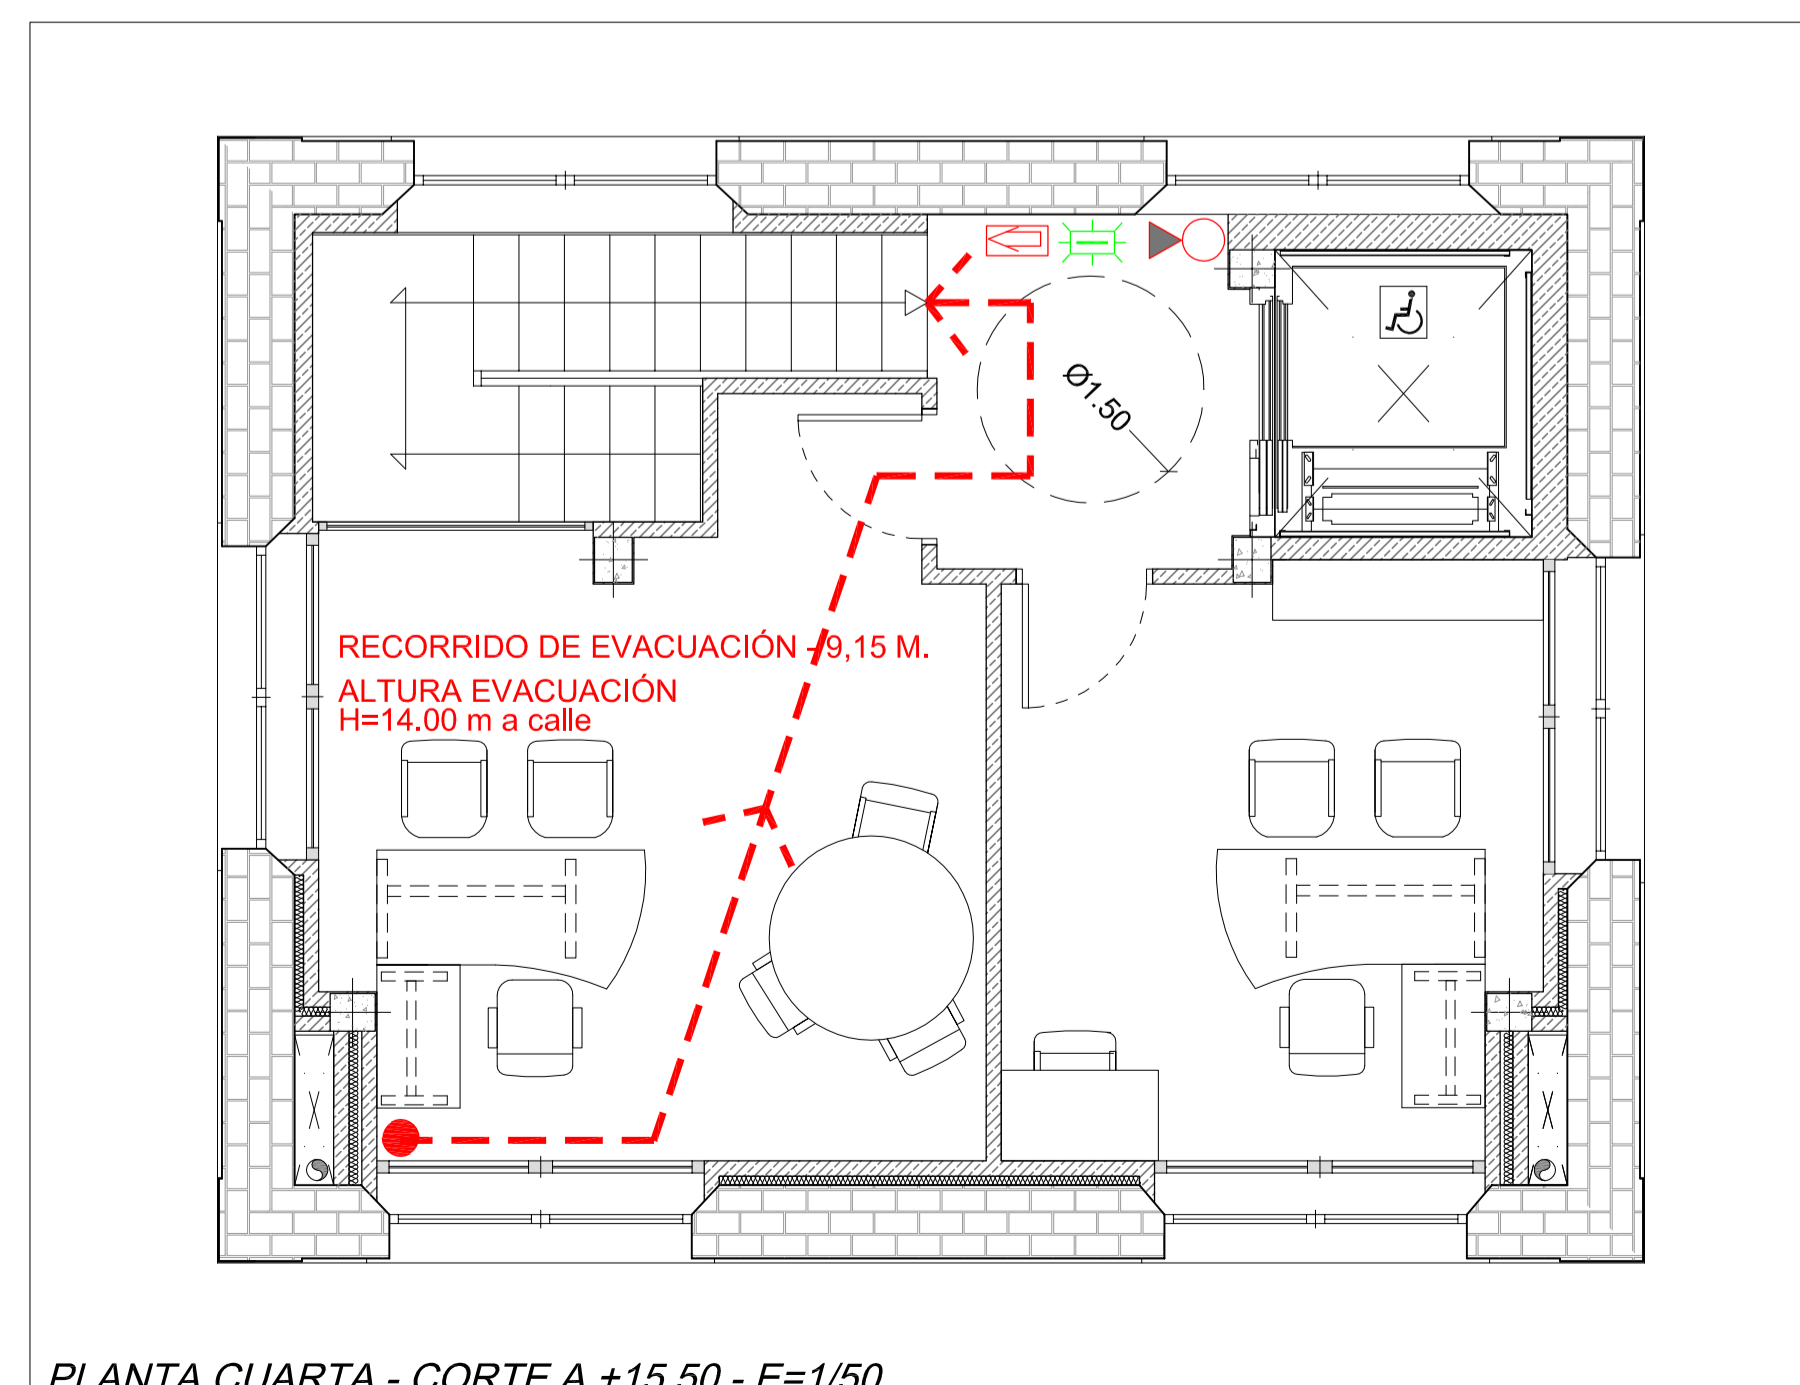 Ø1.50
RECORRIDO DE EVACUACIÓN - 9,15 M.
ALTURA EVACUACIÓN
H=14.00 m a calle
PLANTA CUARTA - CORTE A +15.50 - E=1/50